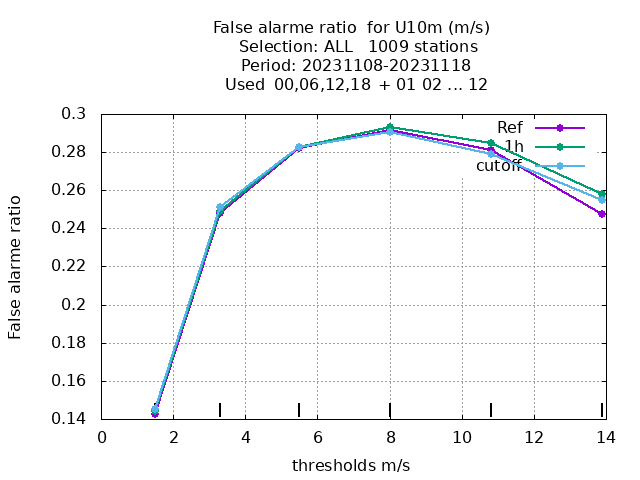 False alarme ratio  for U10m (m/s)
Selection: ALL   1009 stations
Period: 20231108-20231118
Used  00,06,12,18  + 01 02 ... 12
Ref
1h
cutoff
False alarme ratio
0.3
0.28
0.26
0.24
0.22
0.2
0.18
0.16
0.14
0 2 4 6 8 10 12 14
thresholds m/s